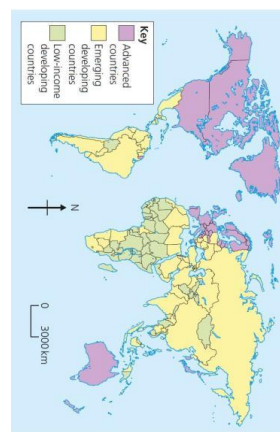 Key
Advanced
countries
Emerging
developing
countries
Low-income
developing
countries
N
0 3000 km